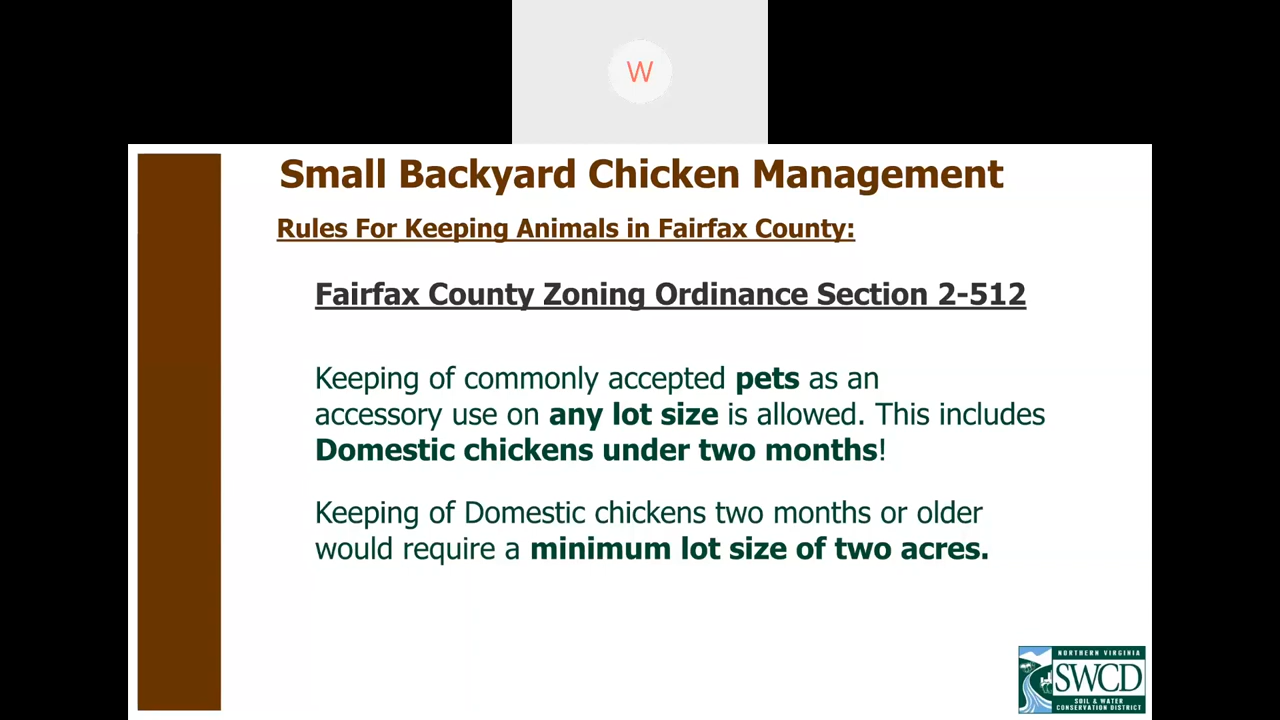 W
Small Backyard Chicken Management
Rules For Keeping Animals in Fairfax County:
Fairfax County Zoning Ordinance Section 2-512
Keeping of commonly accepted pets as an
accessory use on any lot size is allowed. This includes
Domestic chickens under two months!
Keeping of Domestic chickens two months or older
would require a minimum lot size of two acres.
NORTHERN VIRGINIA
SWCD
SOIL & WATER
CONSERVATION DISTRICT